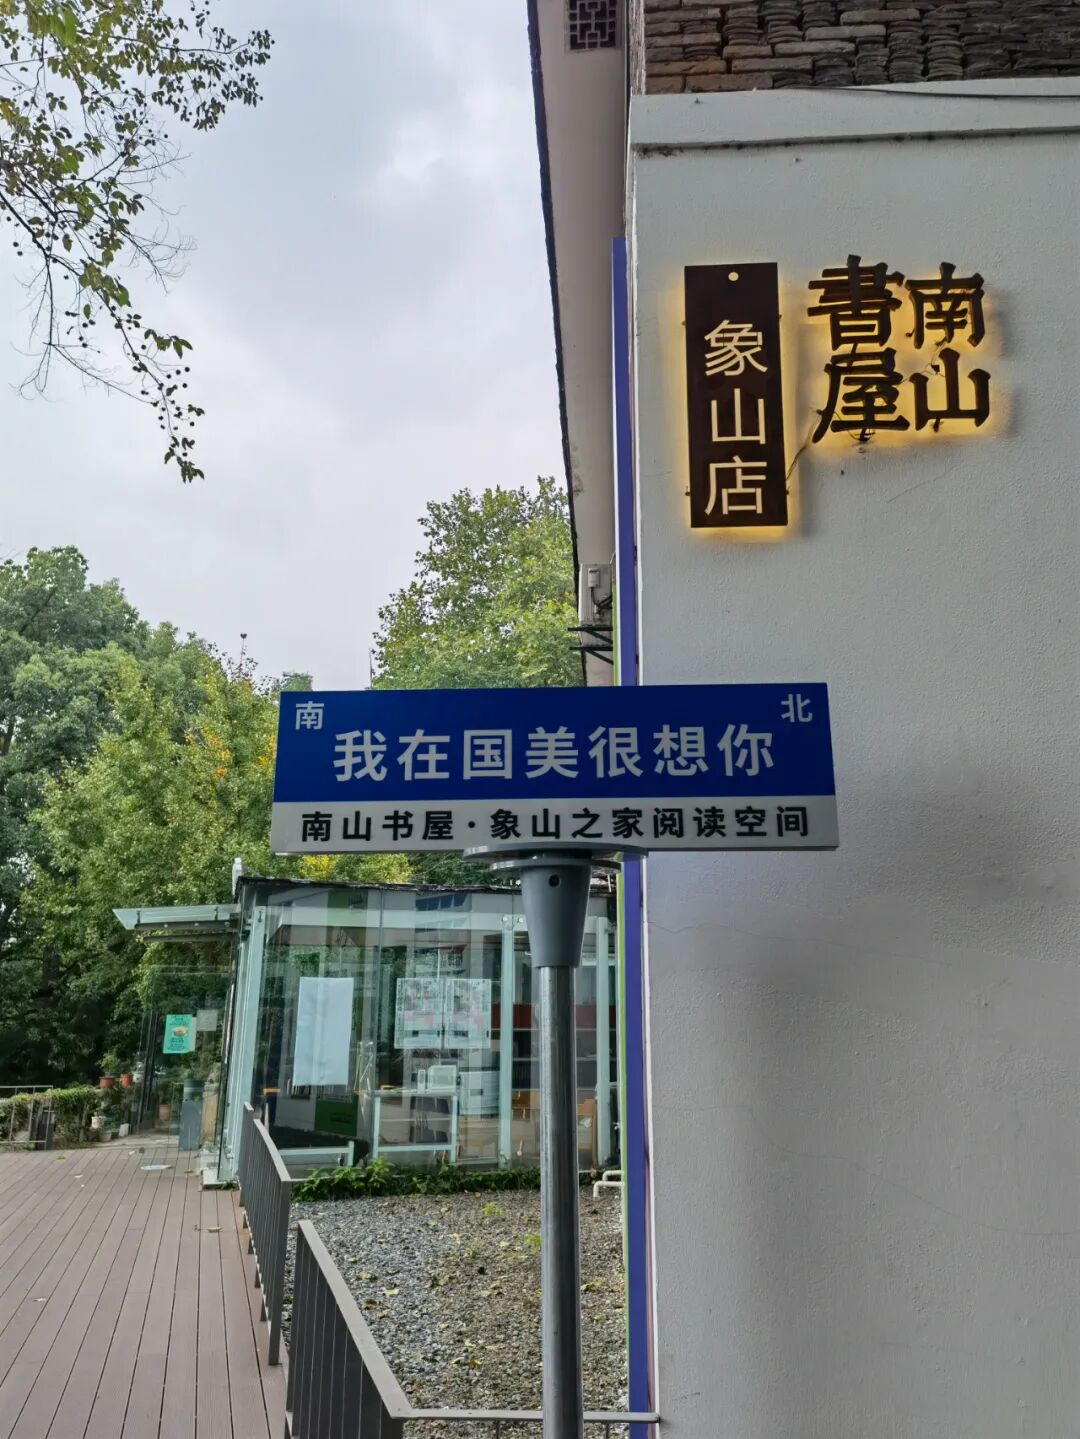 南山
書屋
象山店
南 北
我在国美很想你
南山书屋·象山之家阅读空间